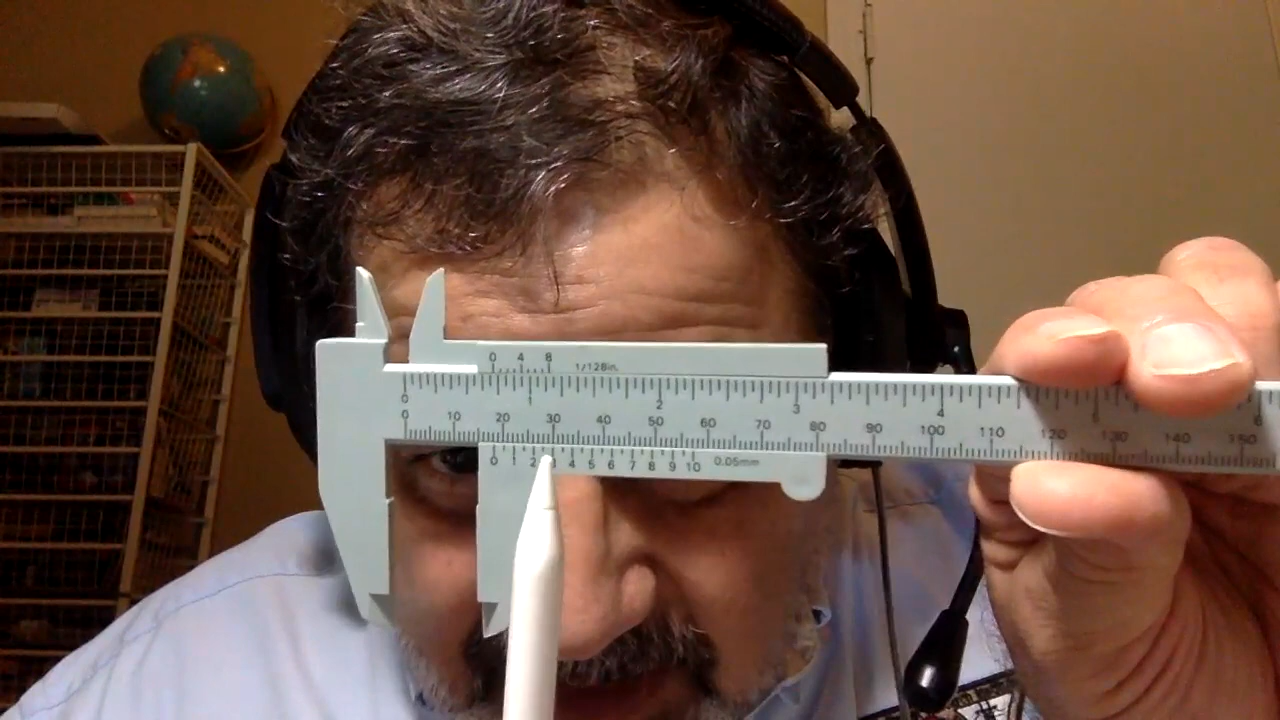 0 4 8 1/128in.
0 1 2 3 4
0 10 20 30 40 50 60 70 80 90 100 110 120 130 140 150
0 1 2 3 4 5 6 7 8 9 10 0.05mm